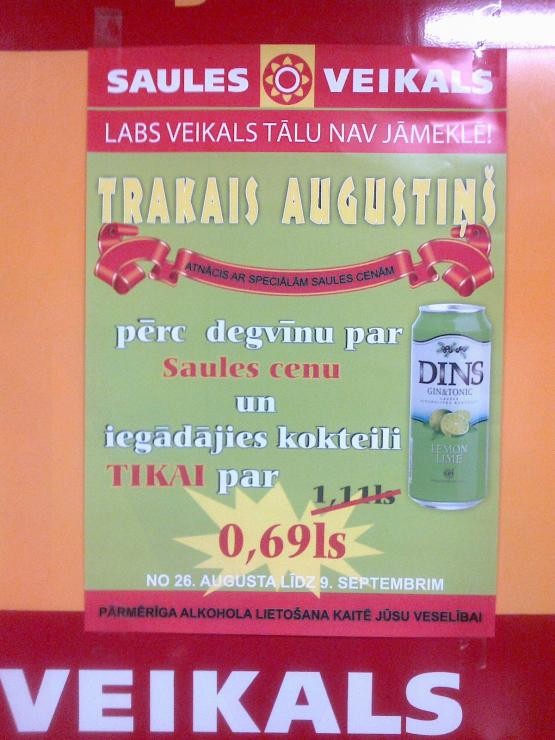 SAULES VEIKALS
LABS VEIKALS TĀLU NAV JĀMEKLĒ!
TRAKAIS AUGUSTIŅŠ
ATNĀCIS AR SPECIĀLĀM SAULES CENĀM
pērc degvīnu par
Saules cenu
un
iegādājies kokteili
TIKAI par
1,11ls
0,69ls
DINS
GIN&TONIC
LEMON
LIME
NO 26. AUGUSTA LĪDZ 9. SEPTEMBRIM
PĀRMĒRĪGA ALKOHOLA LIETOŠANA KAITĒ JŪSU VESELĪBAI
VEIKALS